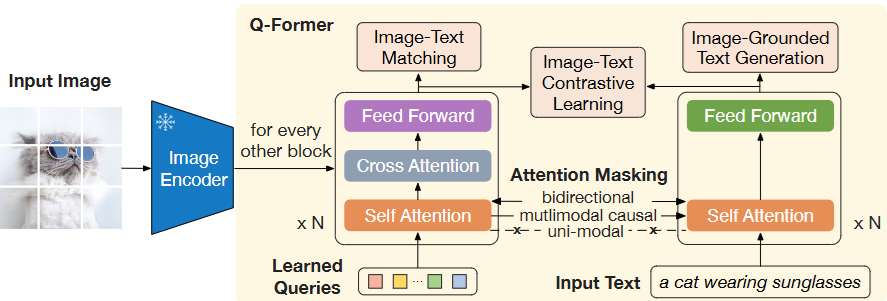 Q-Former
Input Image
Image
Encoder
for every
other block
Image-Text
Matching
Image-Text
Contrastive
Learning
Image-Grounded
Text Generation
Feed Forward
Cross Attention
Self Attention
x N
Learned
Queries
...
Attention Masking
bidirectional
mutlimodal causal
uni-modal
x
x
Feed Forward
Self Attention
x N
Input Text
a cat wearing sunglasses